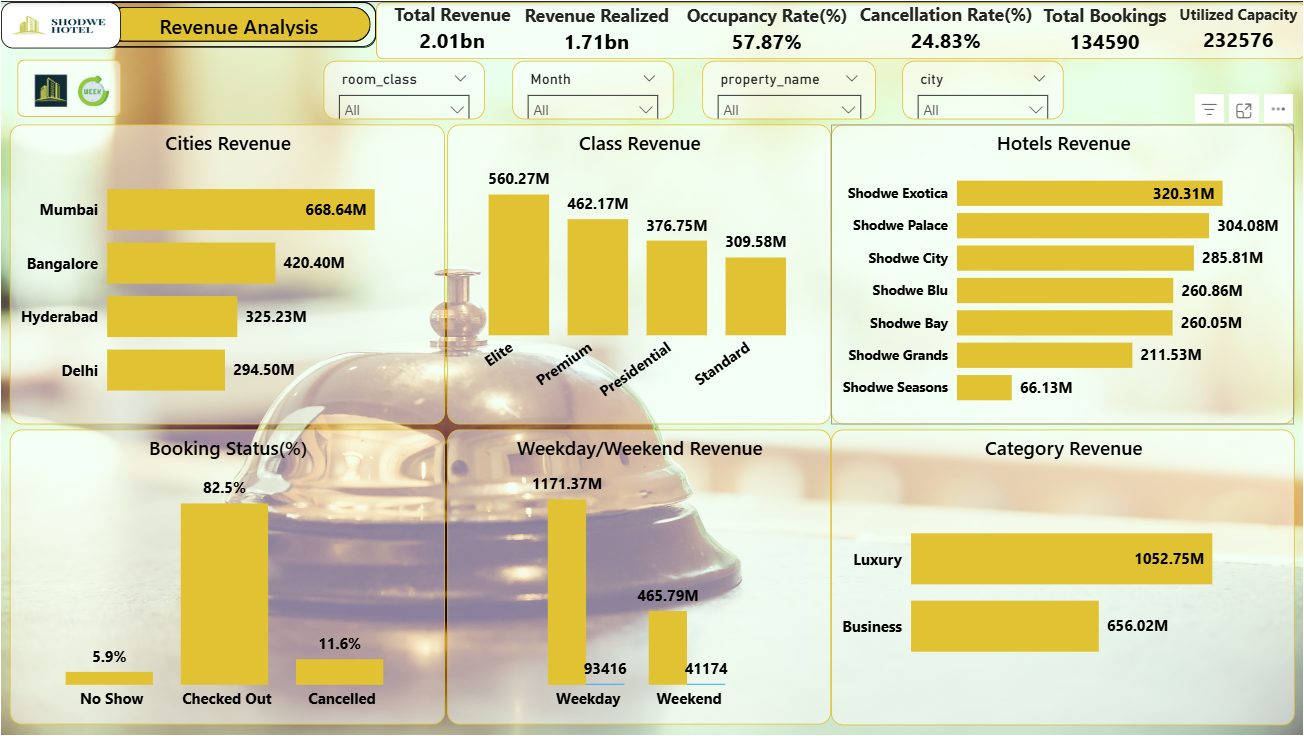 SHODWE
HOTEL
Revenue Analysis
Total Revenue
2.01bn
Revenue Realized
1.71bn
Occupancy Rate(%)
57.87%
Cancellation Rate(%)
24.83%
Total Bookings
134590
Utilized Capacity
232576
WEEK
room_class
All
Month
All
property_name
All
city
All
Cities Revenue
Mumbai 668.64M
Bangalore 420.40M
Hyderabad 325.23M
Delhi 294.50M
Class Revenue
560.27M
462.17M
376.75M
309.58M
Elite
Premium
Presidential
Standard
Hotels Revenue
Shodwe Exotica 320.31M
Shodwe Palace 304.08M
Shodwe City 285.81M
Shodwe Blu 260.86M
Shodwe Bay 260.05M
Shodwe Grands 211.53M
Shodwe Seasons 66.13M
Booking Status(%)
82.5%
11.6%
5.9%
No Show Checked Out Cancelled
Weekday/Weekend Revenue
1171.37M
465.79M
93416 41174
Weekday Weekend
Category Revenue
Luxury 1052.75M
Business 656.02M